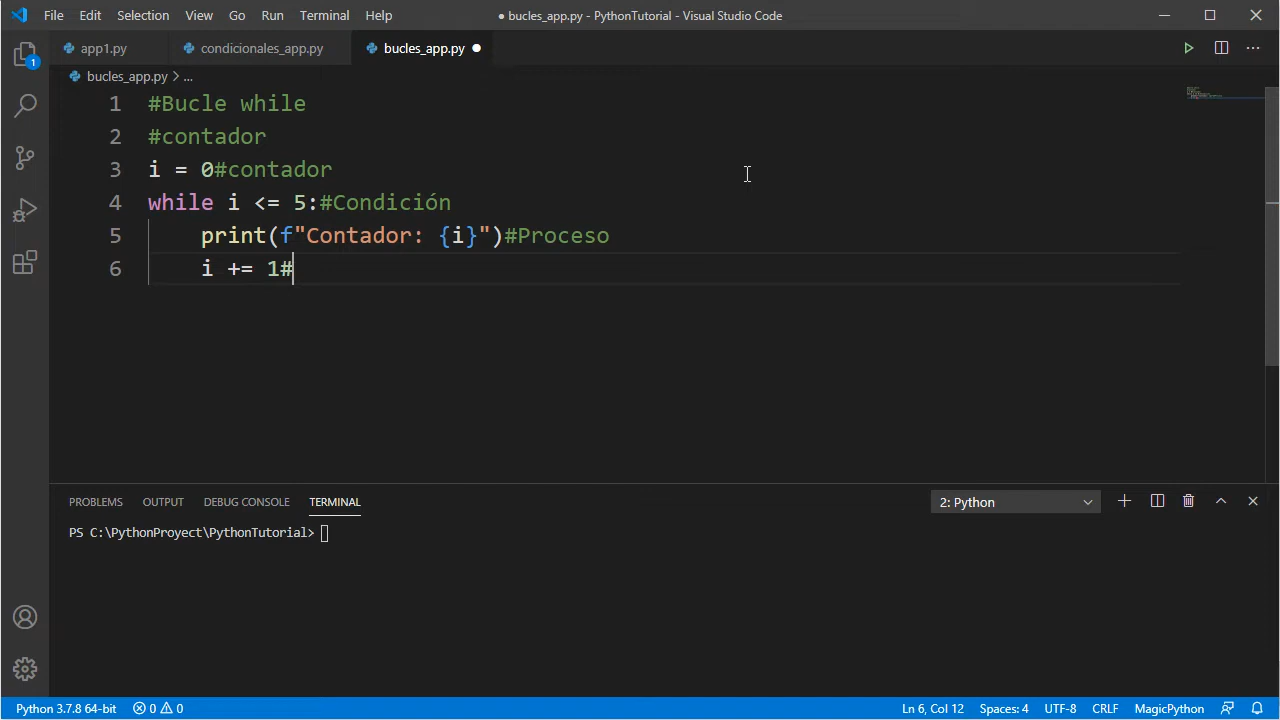 File Edit Selection View Go Run Terminal Help ● bucles_app.py - PythonTutorial - Visual Studio Code
app1.py condicionales_app.py bucles_app.py ●
1
bucles_app.py > ...
1 #Bucle while
2 #contador
3 i = 0#contador
4 while i <= 5:#Condición
5 print(f"Contador: {i}")#Proceso
6 i += 1#
PROBLEMS OUTPUT DEBUG CONSOLE TERMINAL 2: Python
PS C:\PythonProyect\PythonTutorial>
Python 3.7.8 64-bit 0 0 Ln 6, Col 12 Spaces: 4 UTF-8 CRLF MagicPython